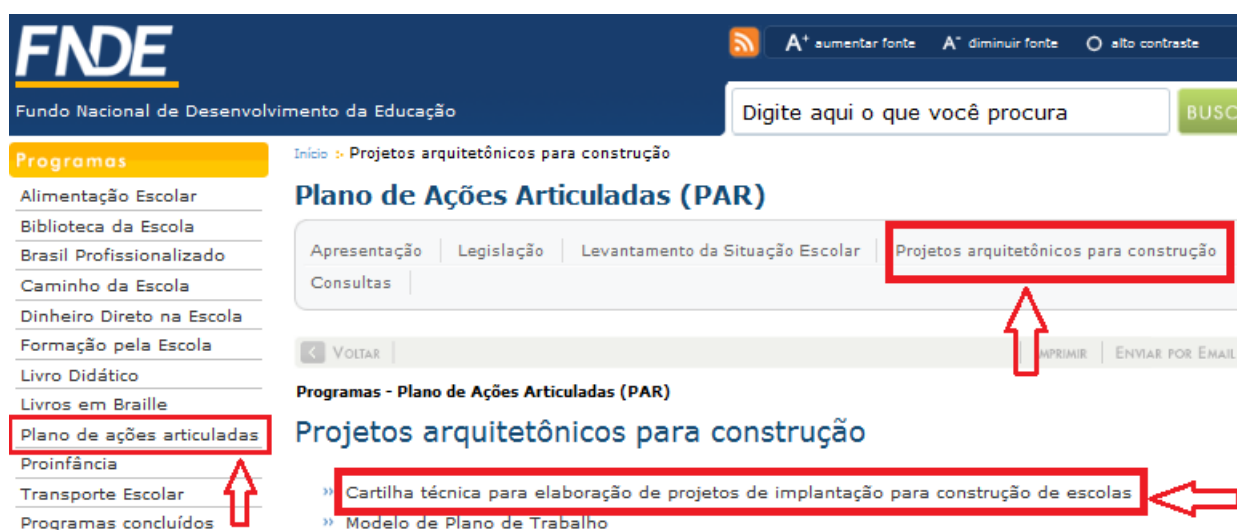 FNDE
A+ aumentar fonte A- diminuir fonte alto contraste
Fundo Nacional de Desenvolvimento da Educação
Digite aqui o que você procura
BUSC
Programas
Alimentação Escolar
Biblioteca da Escola
Brasil Profissionalizado
Caminho da Escola
Dinheiro Direto na Escola
Formação pela Escola
Livro Didático
Livros em Braille
Plano de ações articuladas
Proinfância
Transporte Escolar
Programas concluídos
Início :• Projetos arquitetônicos para construção
Plano de Ações Articuladas (PAR)
Apresentação | Legislação | Levantamento da Situação Escolar | Projetos arquitetônicos para construção
Consultas |
VOLTAR | MPRIMIR | ENVIAR POR EMAIL
Programas - Plano de Ações Articuladas (PAR)
Projetos arquitetônicos para construção
» Cartilha técnica para elaboração de projetos de implantação para construção de escolas
» Modelo de Plano de Trabalho